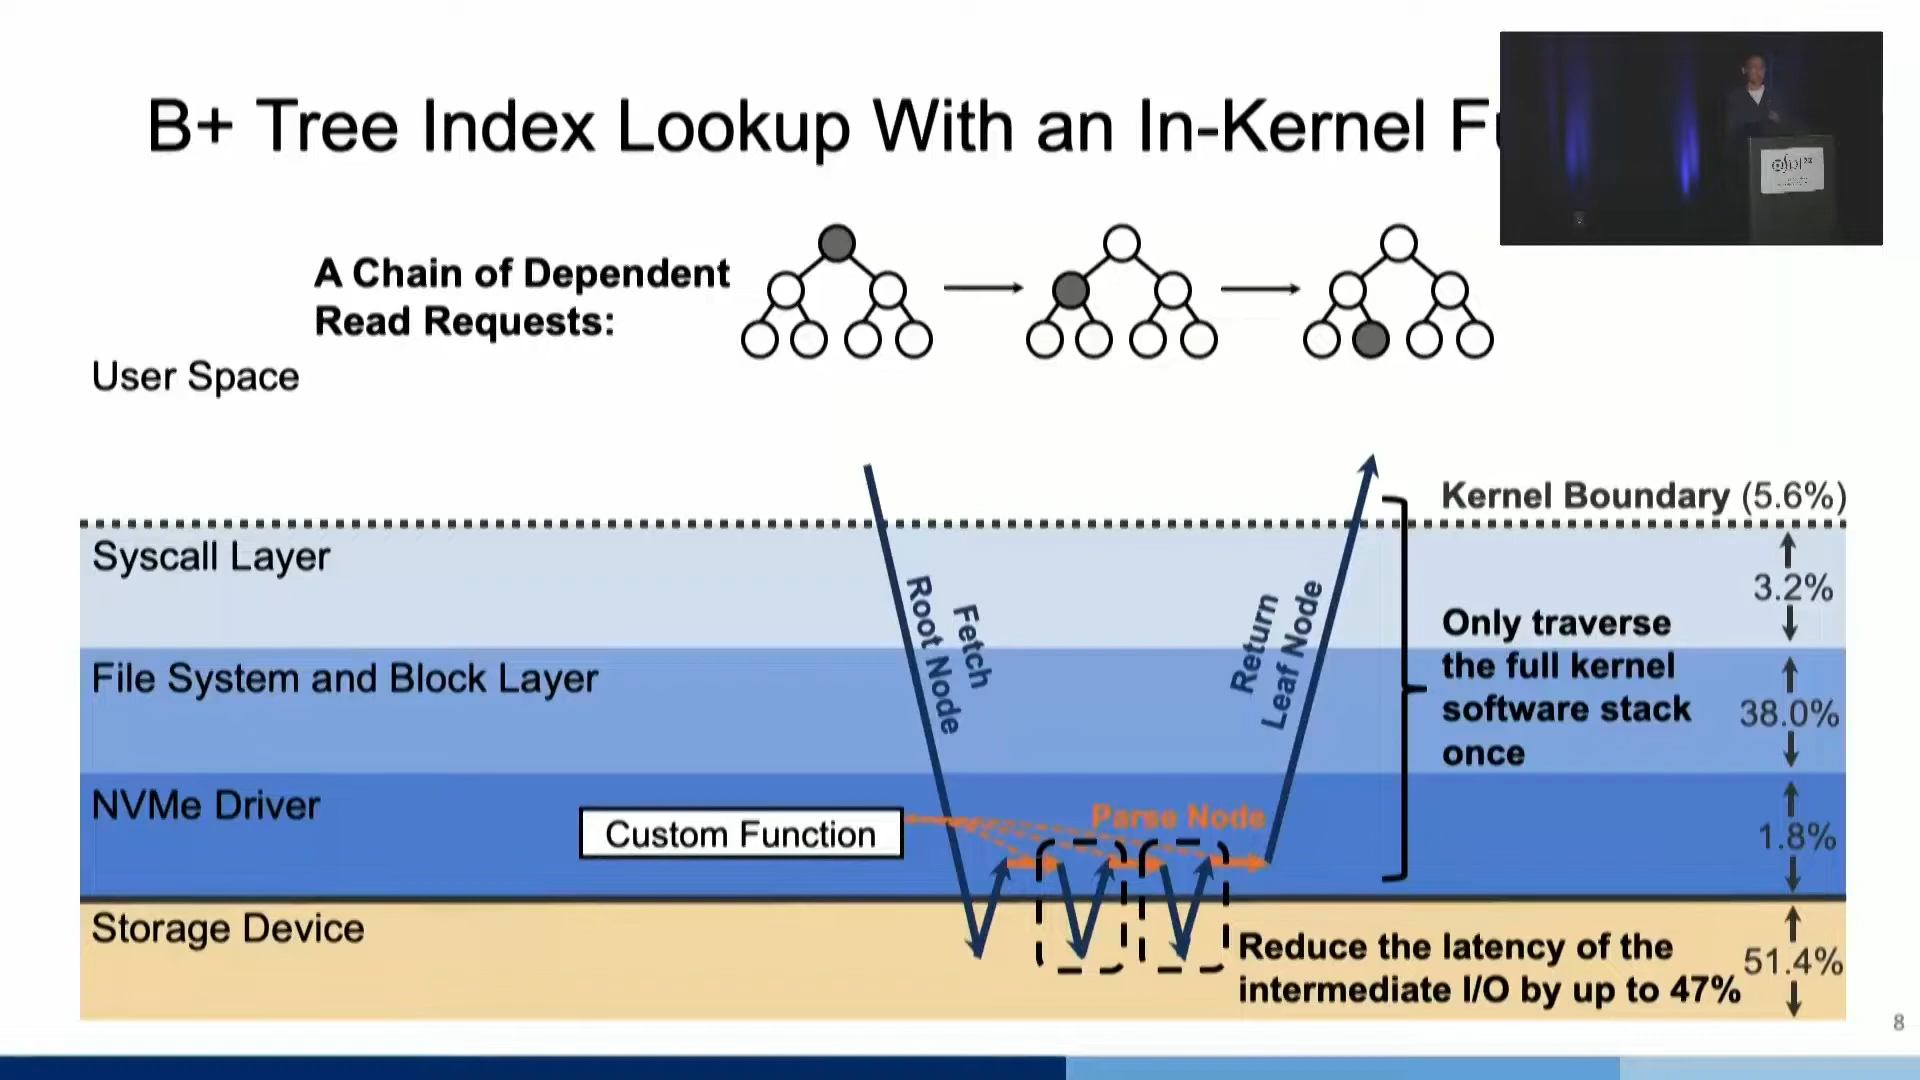 B+ Tree Index Lookup With an In-Kernel
A Chain of Dependent
Read Requests:
User Space
Kernel Boundary (5.6%)
Syscall Layer
3.2%
Fetch
Root Node
Return
Leaf Node
Only traverse
the full kernel
software stack
once
File System and Block Layer
38.0%
NVMe Driver
Custom Function
Parse Node
1.8%
Storage Device
Reduce the latency of the
intermediate I/O by up to 47%
51.4%
8